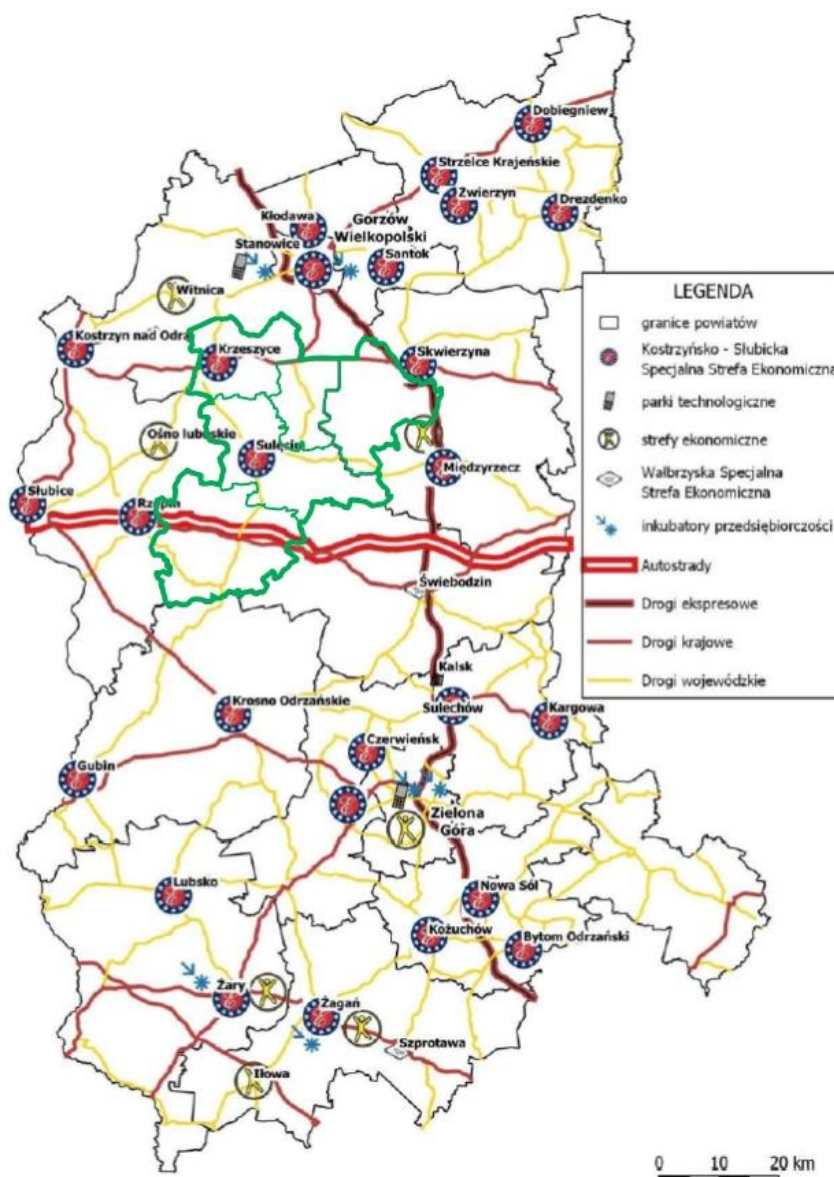 Dobiegniew
Strzelce Krajeńskie
Zwierzyn
Drezdenko
Kłodawa
Gorzów
Wielkopolski
Stanowice
Santok
Witnica
Kostrzyn nad Odrą
Krzeszyce
Skwierzyna
Ośno lubuskie
Sulęcin
Międzyrzecz
Słubice
Rzepin
Świebodzin
Kalsk
Krosno Odrzańskie
Sulechów
Kargowa
Czerwieńsk
Gubin
Zielona
Góra
Lubsko
Nowa Sól
Kożuchów
Bytom Odrzański
Żary
Żagań
Szprotawa
Iłowa
LEGENDA
granice powiatów
Kostrzyńsko - Słubicka
Specjalna Strefa Ekonomiczna
parki technologiczne
strefy ekonomiczne
Wałbrzyska Specjalna
Strefa Ekonomiczna
inkubatory przedsiębiorczości
Autostrady
Drogi ekspresowe
Drogi krajowe
Drogi wojewódzkie
0 10 20 km